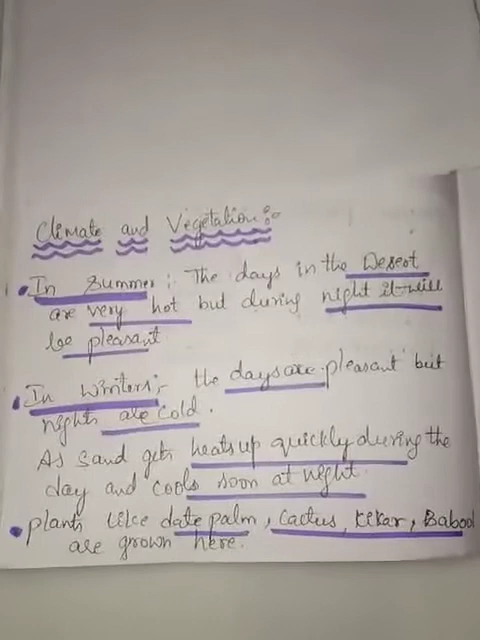 Climate and Vegetation :-
In Summer : The days in the Desert
are very hot but during night it will
be pleasant
In Winters :- the days are pleasant but
nights are cold .
As Sand gets heats up quickly during the
day and cools soon at night.
plants like date palm , Cactus , Kikar , Babool
are grown here .